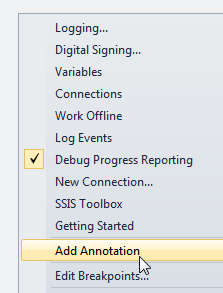 Logging...
Digital Signing...
Variables
Connections
Work Offline
Log Events
Debug Progress Reporting
New Connection...
SSIS Toolbox
Getting Started
Add Annotation
Edit Breakpoints...